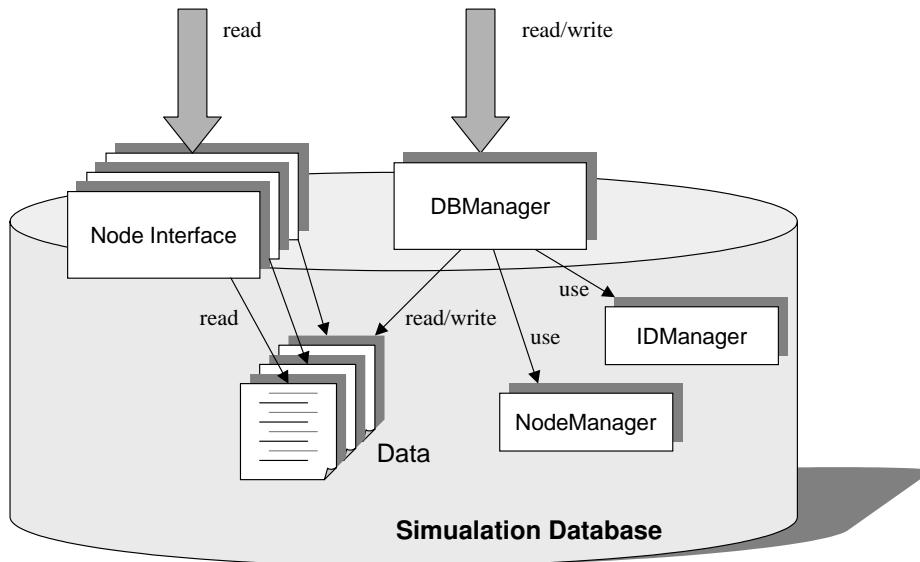 read
read/write
DBManager
Node Interface
use
read
read/write
IDManager
use
NodeManager
Data
Simualation Database